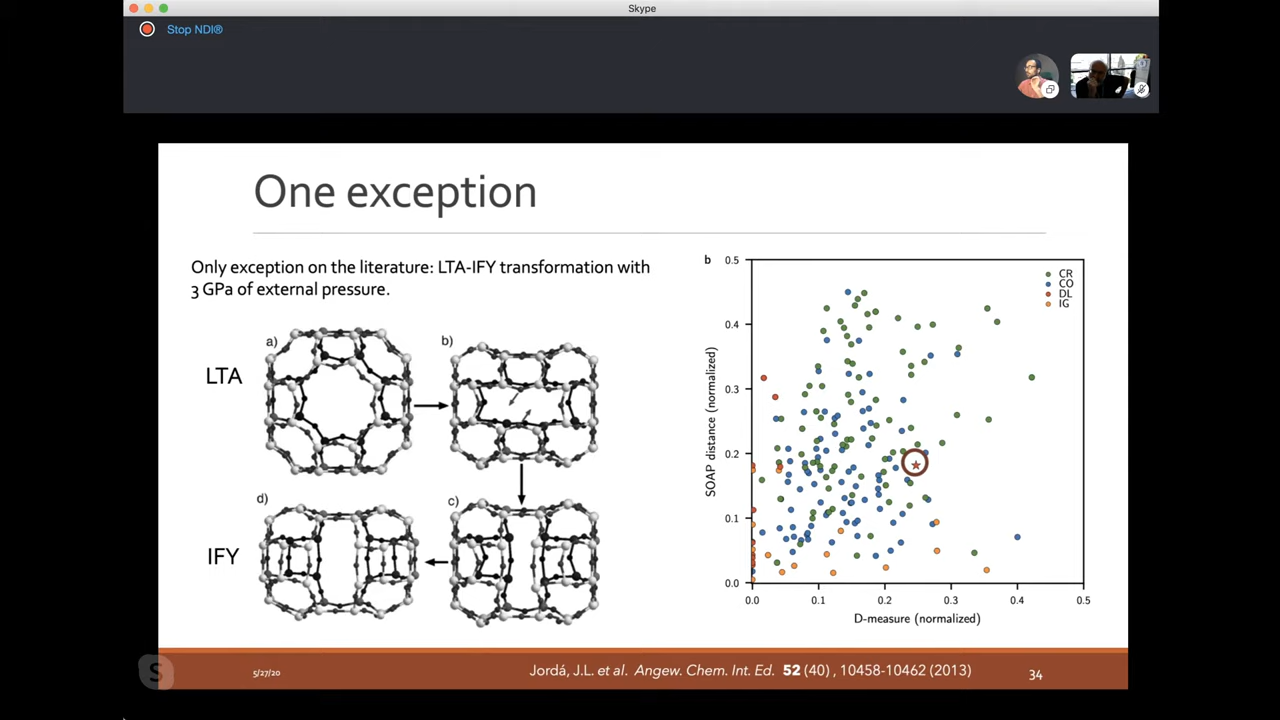 Skype
Stop NDI®
One exception
Only exception on the literature: LTA-IFY transformation with
3 GPa of external pressure.
a)
b)
LTA
d)
c)
IFY
b
0.5
0.4
0.3
0.2
0.1
0.0
SOAP distance (normalized)
CR
CO
DL
IG
0.0 0.1 0.2 0.3 0.4 0.5
D-measure (normalized)
S
5/27/20
Jordá, J.L. et al. Angew. Chem. Int. Ed. 52 (40) , 10458-10462 (2013)
34